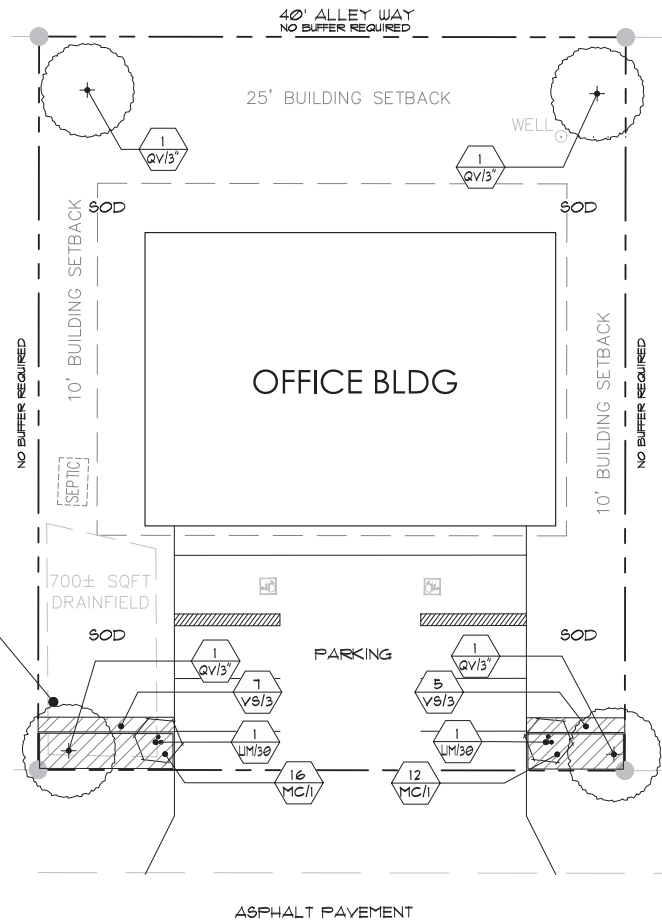 40' ALLEY WAY
NO BUFFER REQUIRED
25' BUILDING SETBACK
WELL
1
QV/3"
1
QV/3"
SOD
SOD
10' BUILDING SETBACK
NO BUFFER REQUIRED
OFFICE BLDG
10' BUILDING SETBACK
NO BUFFER REQUIRED
SEPTIC
700± SQFT
DRAINFIELD
SOD
SOD
PARKING
1
QV/3"
1
QV/3"
7
VS/3
5
VS/3
1
LIM/30
1
LIM/30
16
MC/1
12
MC/1
ASPHALT PAVEMENT